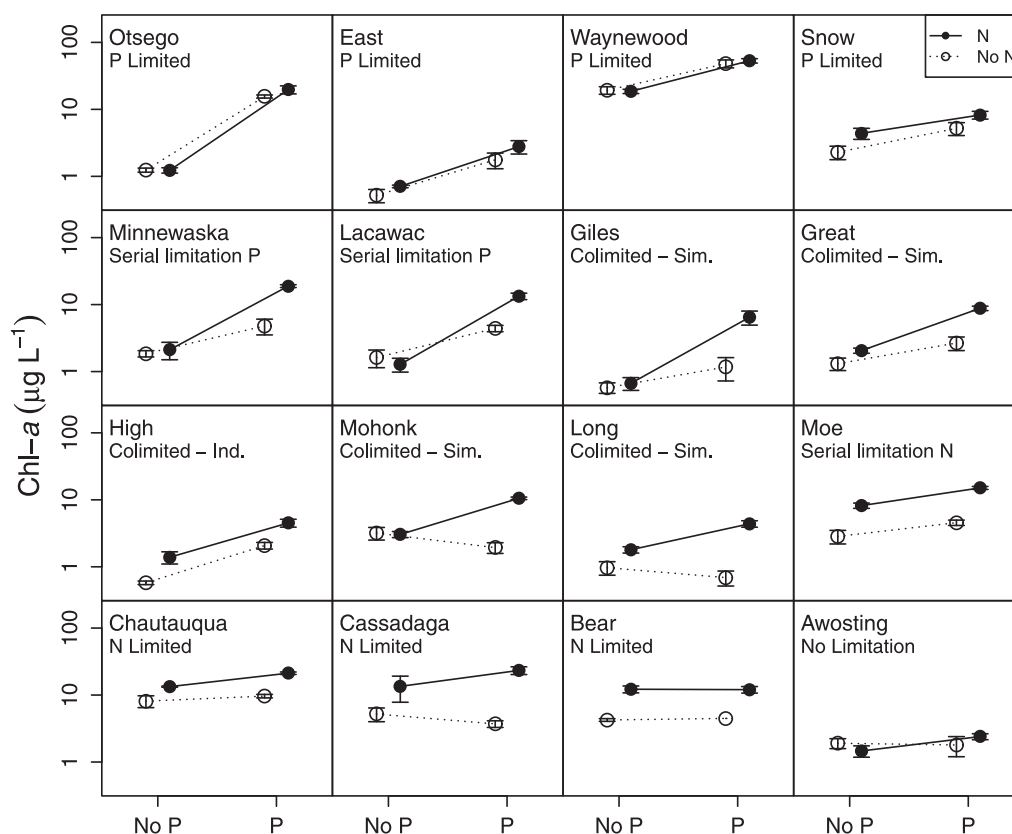 Otsego
P Limited
East
P Limited
Waynewood
P Limited
Snow
P Limited
N
No N
Minnewaska
Serial limitation P
Lacawac
Serial limitation P
Giles
Colimited – Sim.
Great
Colimited – Sim.
High
Colimited – Ind.
Mohonk
Colimited – Sim.
Long
Colimited – Sim.
Moe
Serial limitation N
Chautauqua
N Limited
Cassadaga
N Limited
Bear
N Limited
Awosting
No Limitation
100
10
1
100
10
1
100
10
1
100
10
1
Chl–a (µg L⁻¹)
No P P No P P No P P No P P